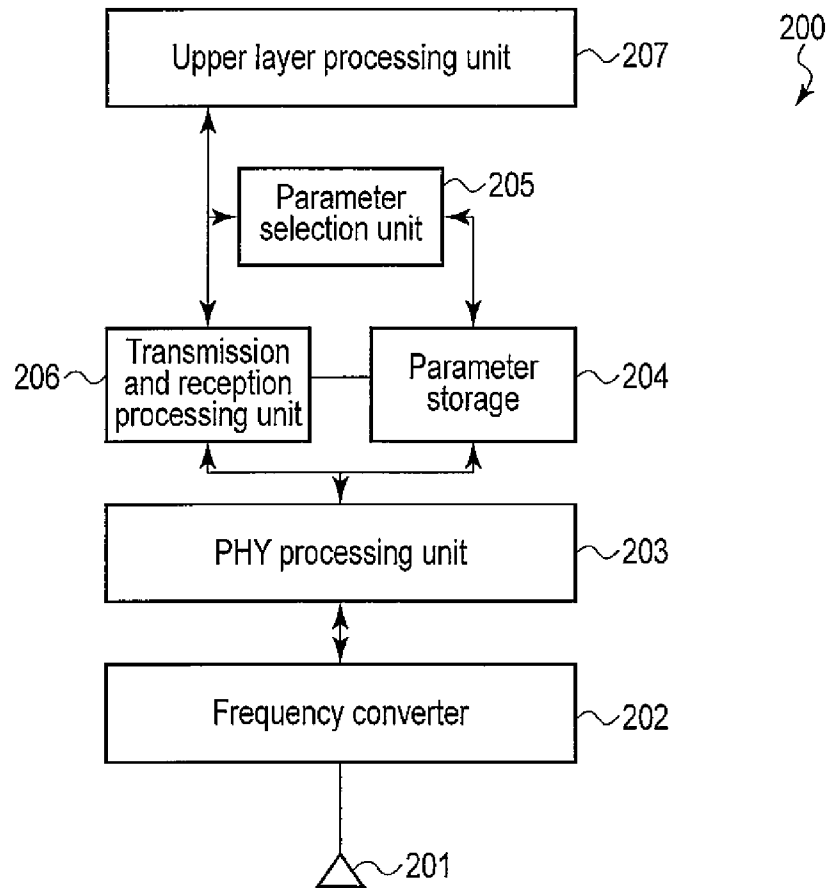 200
Upper layer processing unit
207
Parameter
selection unit
205
206
Transmission
and reception
processing unit
Parameter
storage
204
PHY processing unit
203
Frequency converter
202
201